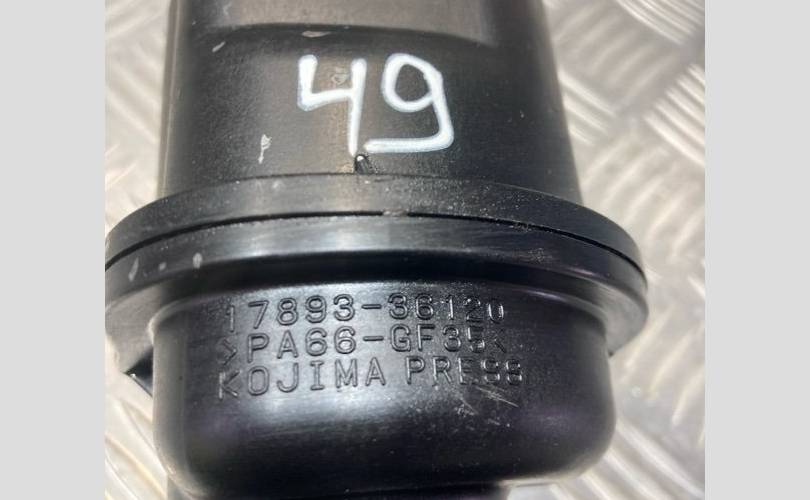 49
17893-36120
>PA66-GF35<
KOJIMA PRESS